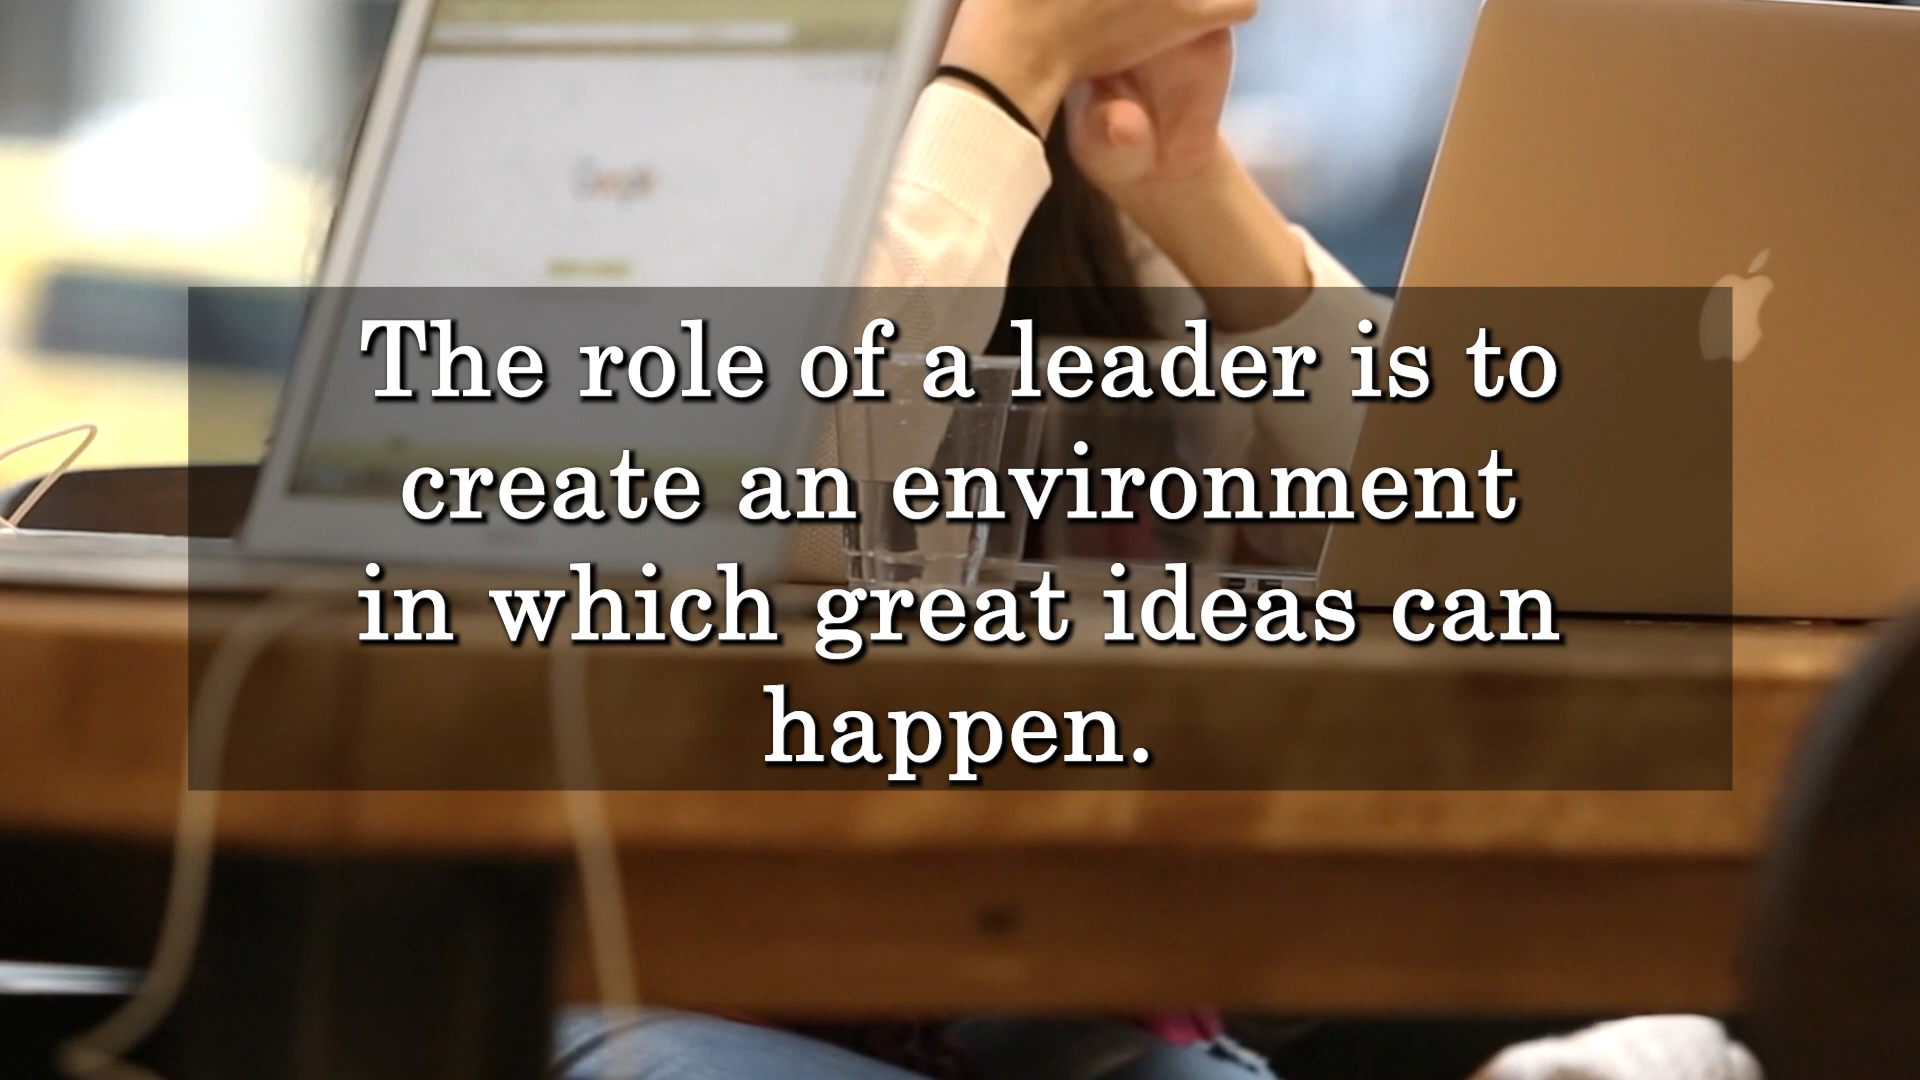 The role of a leader is to
create an environment
in which great ideas can
happen.